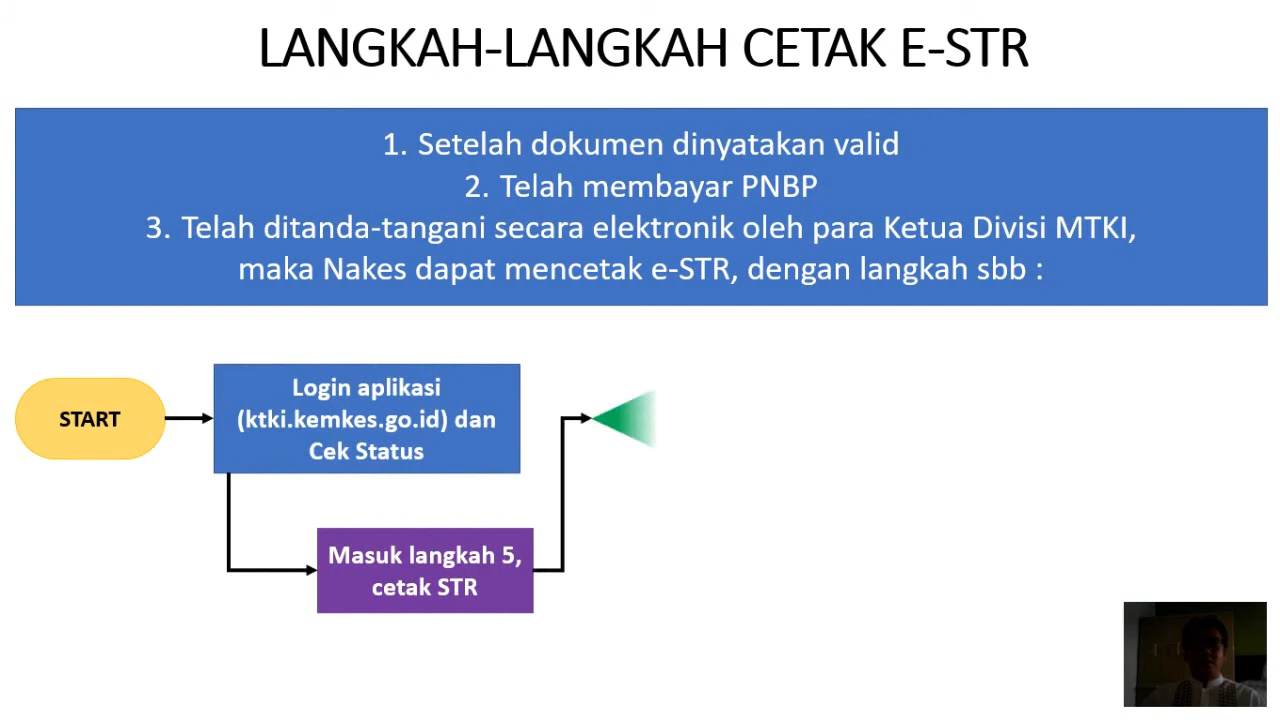 LANGKAH-LANGKAH CETAK E-STR
1. Setelah dokumen dinyatakan valid
2. Telah membayar PNBP
3. Telah ditanda-tangani secara elektronik oleh para Ketua Divisi MTKI,
maka Nakes dapat mencetak e-STR, dengan langkah sbb :
START
Login aplikasi
(ktki.kemkes.go.id) dan
Cek Status
Masuk langkah 5,
cetak STR